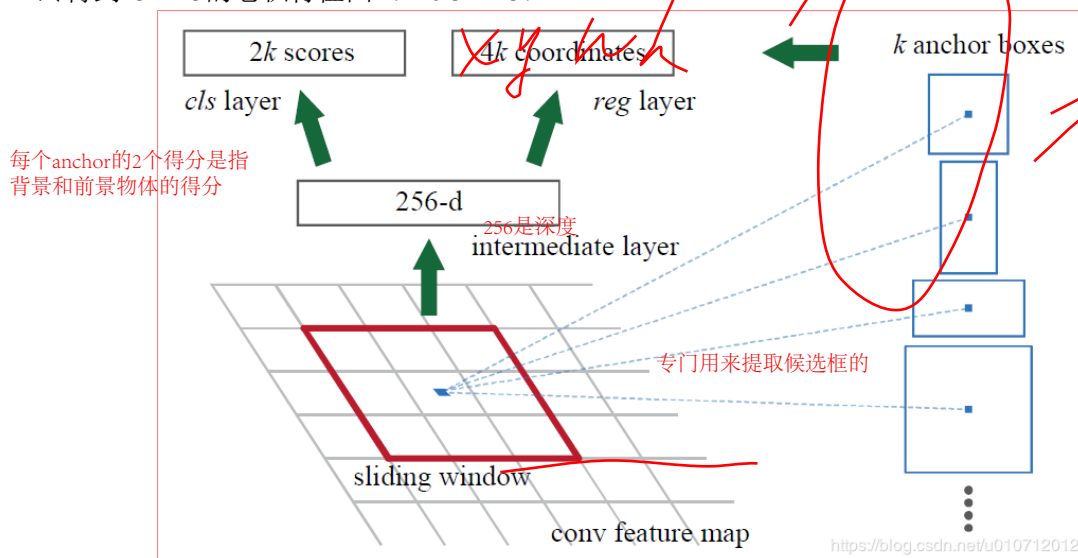 2k scores
4k coordinates
k anchor boxes
cls layer
reg layer
每个anchor的2个得分是指
背景和前景物体的得分
256-d
256是深度
intermediate layer
专门用来提取候选框的
sliding window
conv feature map
https://blog.csdn.net/u010712012